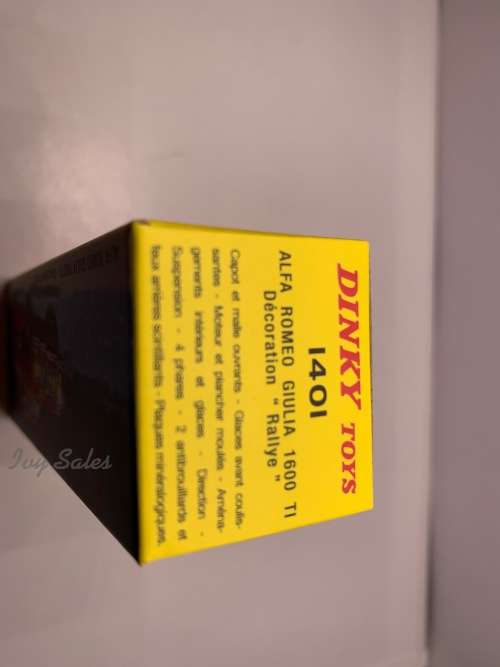 DINKY TOYS
1401
ALFA ROMEO GIULIA 1600 TI
Décoration " Rallye "
Capot et malle ouvrants - Glaces avant coulis-
santes - Moteur et plancher moulés - Aména-
gements intérieurs et glaces - Direction -
Suspension - 4 phares - 2 antibrouillards et
feux arrières scintillants - Plaques minéralogiques.
Ivy Sales